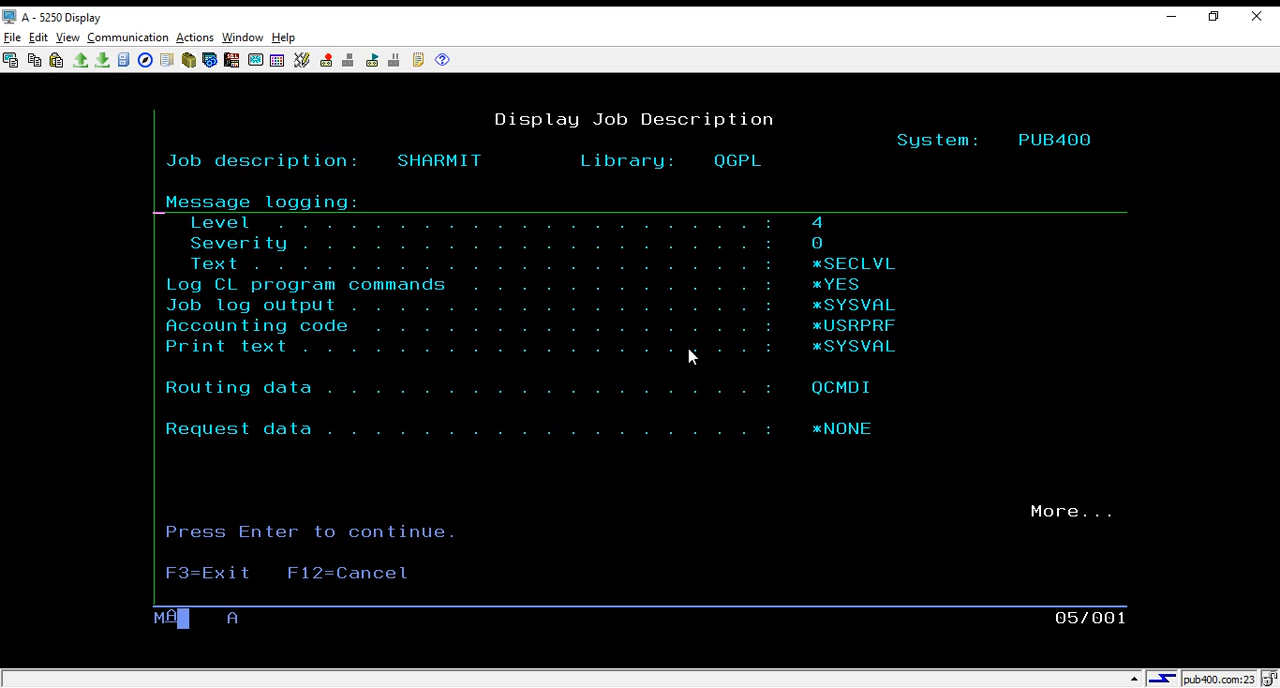 A - 5250 Display
File Edit View Communication Actions Window Help
Display Job Description
System: PUB400
Job description: SHARMIT Library: QGPL
Message logging:
Level . . . . . . . . . . . . . . . . . . . . . : 4
Severity . . . . . . . . . . . . . . . . . . . : 0
Text . . . . . . . . . . . . . . . . . . . . . . : *SECLVL
Log CL program commands . . . . . . . . . . . . . : *YES
Job log output . . . . . . . . . . . . . . . . . : *SYSVAL
Accounting code . . . . . . . . . . . . . . . . : *USRPRF
Print text . . . . . . . . . . . . . . . . . . . : *SYSVAL
Routing data . . . . . . . . . . . . . . . . . . : QCMDI
Request data . . . . . . . . . . . . . . . . . . : *NONE
More...
Press Enter to continue.
F3=Exit F12=Cancel
MA A 05/001
pub400.com:23